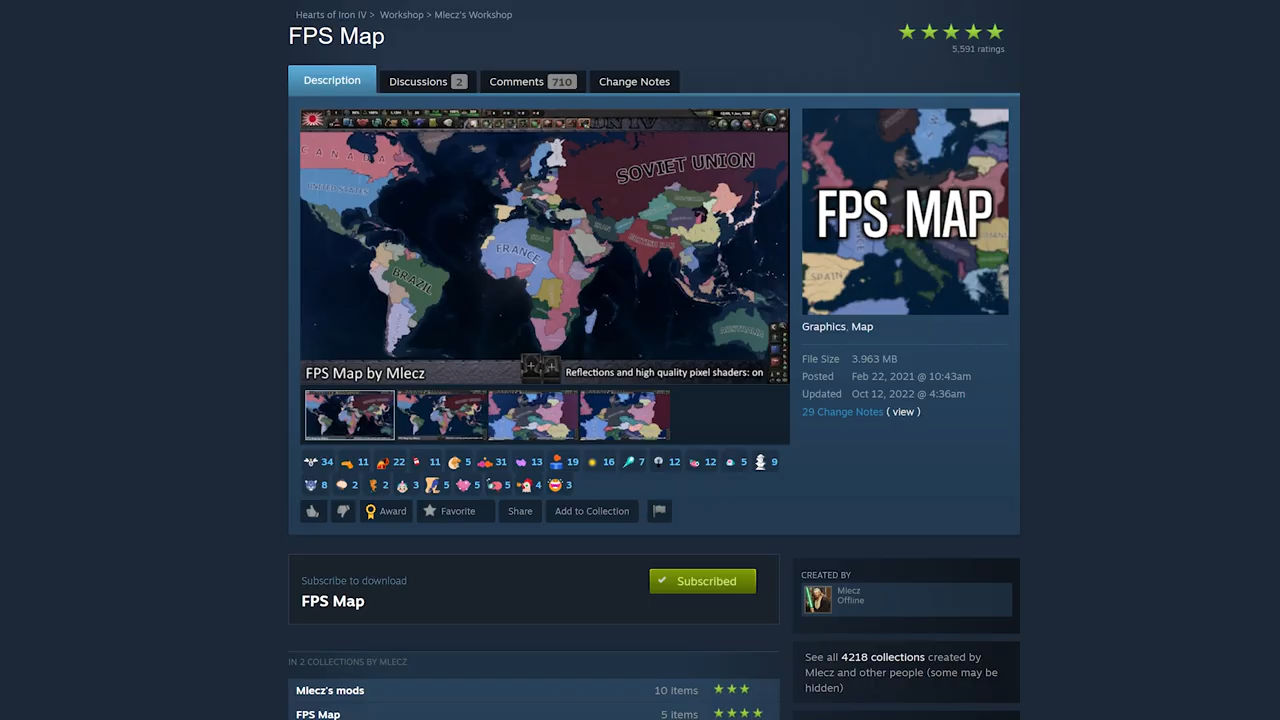 Hearts of Iron IV > Workshop > Mlecz's Workshop
FPS Map
5,591 ratings
Description
Discussions 2
Comments 710
Change Notes
CANADA
UNITED STATES
BRAZIL
FRANCE
SOVIET UNION
AUSTRALIA
FPS Map by Mlecz
Reflections and high quality pixel shaders: on
FPS MAP
SPAIN
Graphics, Map
File Size 3.963 MB
Posted Feb 22, 2021 @ 10:43am
Updated Oct 12, 2022 @ 4:36am
29 Change Notes ( view )
34 11 22 11 5 31 13 19 16 7 12 12 5 9
8 2 2 3 5 5 5 4 3
Award
Favorite
Share
Add to Collection
Subscribe to download
FPS Map
Subscribed
CREATED BY
Mlecz
Offline
IN 2 COLLECTIONS BY MLECZ
Mlecz's mods 10 items
FPS Map 5 items
See all 4218 collections created by
Mlecz and other people (some may be
hidden)